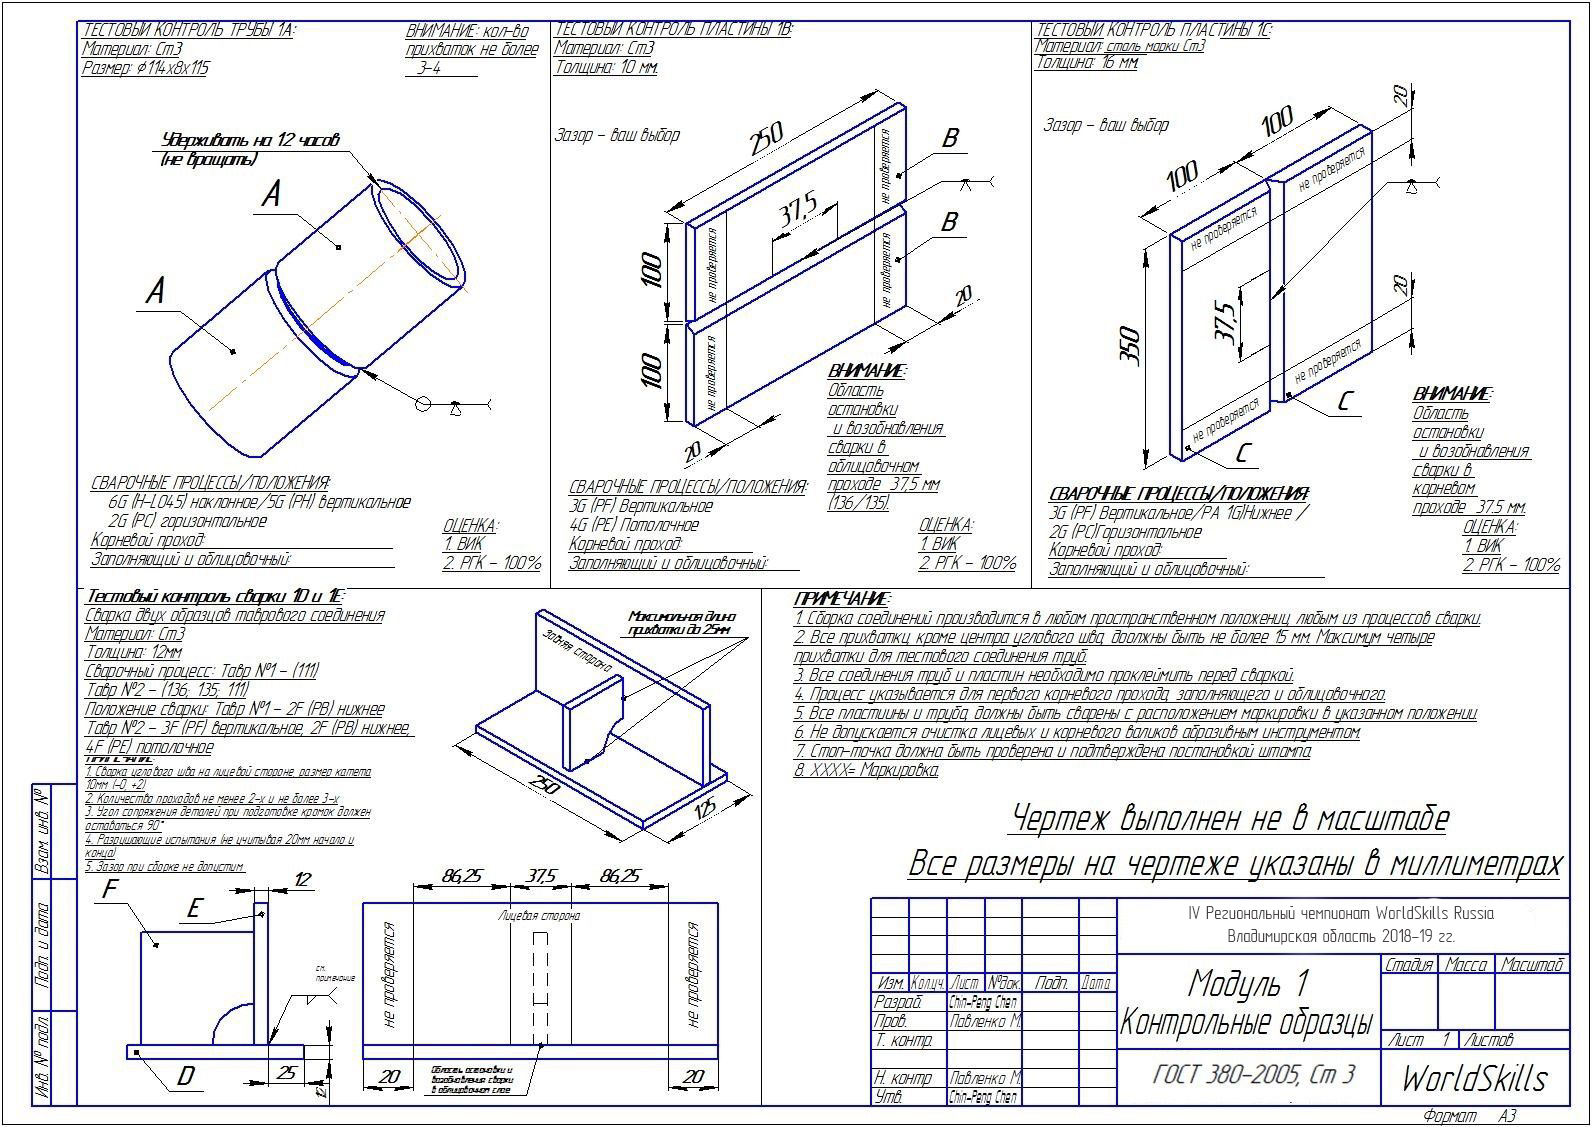 ТЕСТОВЫЙ КОНТРОЛЬ ТРУБЫ 1А:
Материал: Ст3
Размер: ϕ114х8х115
ВНИМАНИЕ: кол-во
прихваток не более
3-4
Удерживать на 12 часов
(не вращать)
А
А
СВАРОЧНЫЕ ПРОЦЕССЫ/ПОЛОЖЕНИЯ:
6G (H-L045) наклонное/5G (PH) вертикальное
2G (PC) горизонтальное
Корневой проход:
Заполняющий и облицовочный:
ОЦЕНКА:
1. ВИК
2. РГК - 100%
ТЕСТОВЫЙ КОНТРОЛЬ ПЛАСТИНЫ 1В:
Материал: Ст3
Толщина: 10 мм.
Зазор - ваш выбор
250
37,5
100
100
20
20
В
В
не проверяется
не проверяется
не проверяется
не проверяется
ВНИМАНИЕ:
Область
остановки
и возобнавления
сварки в
облицовочном
проходе 37,5 мм
(136/135).
СВАРОЧНЫЕ ПРОЦЕССЫ/ПОЛОЖЕНИЯ:
3G (PF) Вертикальное
4G (PE) Потолочное
Корневой проход:
Заполняющий и облицовочный:
ОЦЕНКА:
1. ВИК
2. РГК - 100%
ТЕСТОВЫЙ КОНТРОЛЬ ПЛАСТИНЫ 1С:
Материал: сталь марки Ст3
Толщина: 16 мм.
Зазор - ваш выбор
100
100
20
20
350
37,5
не проверяется
не проверяется
не проверяется
не проверяется
С
С
ВНИМАНИЕ:
Область
остановки
и возобнавления
сварки в
корневом
проходе 37.5 мм.
СВАРОЧНЫЕ ПРОЦЕССЫ/ПОЛОЖЕНИЯ:
3G (PF) Вертикальное/PA 1G)Нижнее /
2G (PC)Горизонтальное
Корневой проход:
Заполняющий и облицовочный:
ОЦЕНКА:
1. ВИК
2. РГК - 100%
Тестовый контроль сварки 1D и 1E:
Сварка двух образцов таврового соединения
Материал: Ст3
Толщина: 12мм
Сварочный процесс: Тавр №1 - (111)
Тавр №2 - (136; 135; 111)
Положение сварки: Тавр №1 - 2F (PB) нижнее
Тавр №2 - 3F (PF) вертикальное, 2F (PB) нижнее,
4F (PE) потолочное
1. Сварка углового шва на лицевой стороне, размер катета
10мм (-0, +2)
2. Количество проходов не менее 2-х и не более 3-х
3. Угол сопряжения деталей при подготовке кромок должен
оставаться 90°
4. Разрушающие испытания (не учитывая 20мм начало и
конца)
5. Зазор при сборке не допустим
Максимальная длина
прихватки до 25мм
Задняя сторона
250
125
F
E
D
12
25
12
см.
примечание
86,25
37,5
86,25
Лицевая сторона
не проверяется
не проверяется
20
20
Область остановки и
возобнавления сварки
в облицовочном слое
ПРИМЕЧАНИЕ:
1. Сборка соединений производится в любом пространственном положении, любым из процессов сварки.
2. Все прихватки, кроме центра углового шва, доолжны быть не более 15 мм. Максимум четыре
прихватки для тестового соединения труб.
3. Все соединения труб и пластин необходимо проклеймить перед сваркой.
4. Процесс указывается для первого корневого прохода, заполняющего и облицовочного.
5. Все пластиины и труба, должны быть сварены с расположением маркировки в указанном положении
6. Не допускается очистка лицевых и корневого валиков абразивным инструментом.
7. Стоп-точка должна быть проверена и подтверждена постановкой штампа.
8. ХХХХ= Маркировка.
Чертеж выполнен не в масштабе
Все размеры на чертеже указаны в миллиметрах
IV Региональный чемпионат WorldSkills Russia
Владимирская область 2018-19 гг.
Модуль 1
Контрольные образцы
ГОСТ 380-2005, Ст 3
Стадия Масса Масштаб
Лист 1 Листов
WorldSkills
Изм. Кол.уч. Лист №док. Подп. Дата
Разраб. Chin-Peng Chen
Пров. Павленко М.
Т. контр.
Н. контр Павленко М.
Утв. Chin-Peng Chen
Взам. инв. №
Подп. и дата
Инв. № подл.
Формат А3